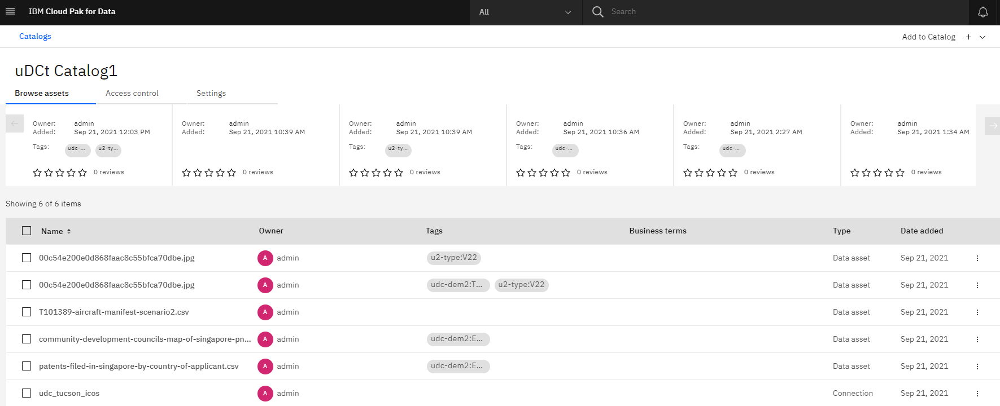 IBM Cloud Pak for Data All Search
Catalogs Add to Catalog +
uDCt Catalog1
Browse assets Access control Settings
Owner: admin Owner: admin Owner: admin Owner: admin Owner: admin Owner: admin
Added: Sep 21, 2021 12:03 PM Added: Sep 21, 2021 10:39 AM Added: Sep 21, 2021 10:39 AM Added: Sep 21, 2021 10:36 AM Added: Sep 21, 2021 2:27 AM Added: Sep 21, 2021 1:34 AM
Tags: udc-... u2-ty... Tags: u2-ty... Tags: udc-... Tags: udc-...
0 reviews 0 reviews 0 reviews 0 reviews 0 reviews 0 reviews
Showing 6 of 6 items
Name Owner Tags Business terms Type Date added
00c54e200e0d868faac8c55bfca70dbe.jpg A admin u2-type:V22 Data asset Sep 21, 2021
00c54e200e0d868faac8c55bfca70dbe.jpg A admin udc-dem2:T... u2-type:V22 Data asset Sep 21, 2021
T101389-aircraft-manifest-scenario2.csv A admin Data asset Sep 21, 2021
community-development-councils-map-of-singapore-pn... A admin udc-dem2:E... Data asset Sep 21, 2021
patents-filed-in-singapore-by-country-of-applicant.csv A admin udc-dem2:E... Data asset Sep 21, 2021
udc_tucson_icos A admin Connection Sep 21, 2021